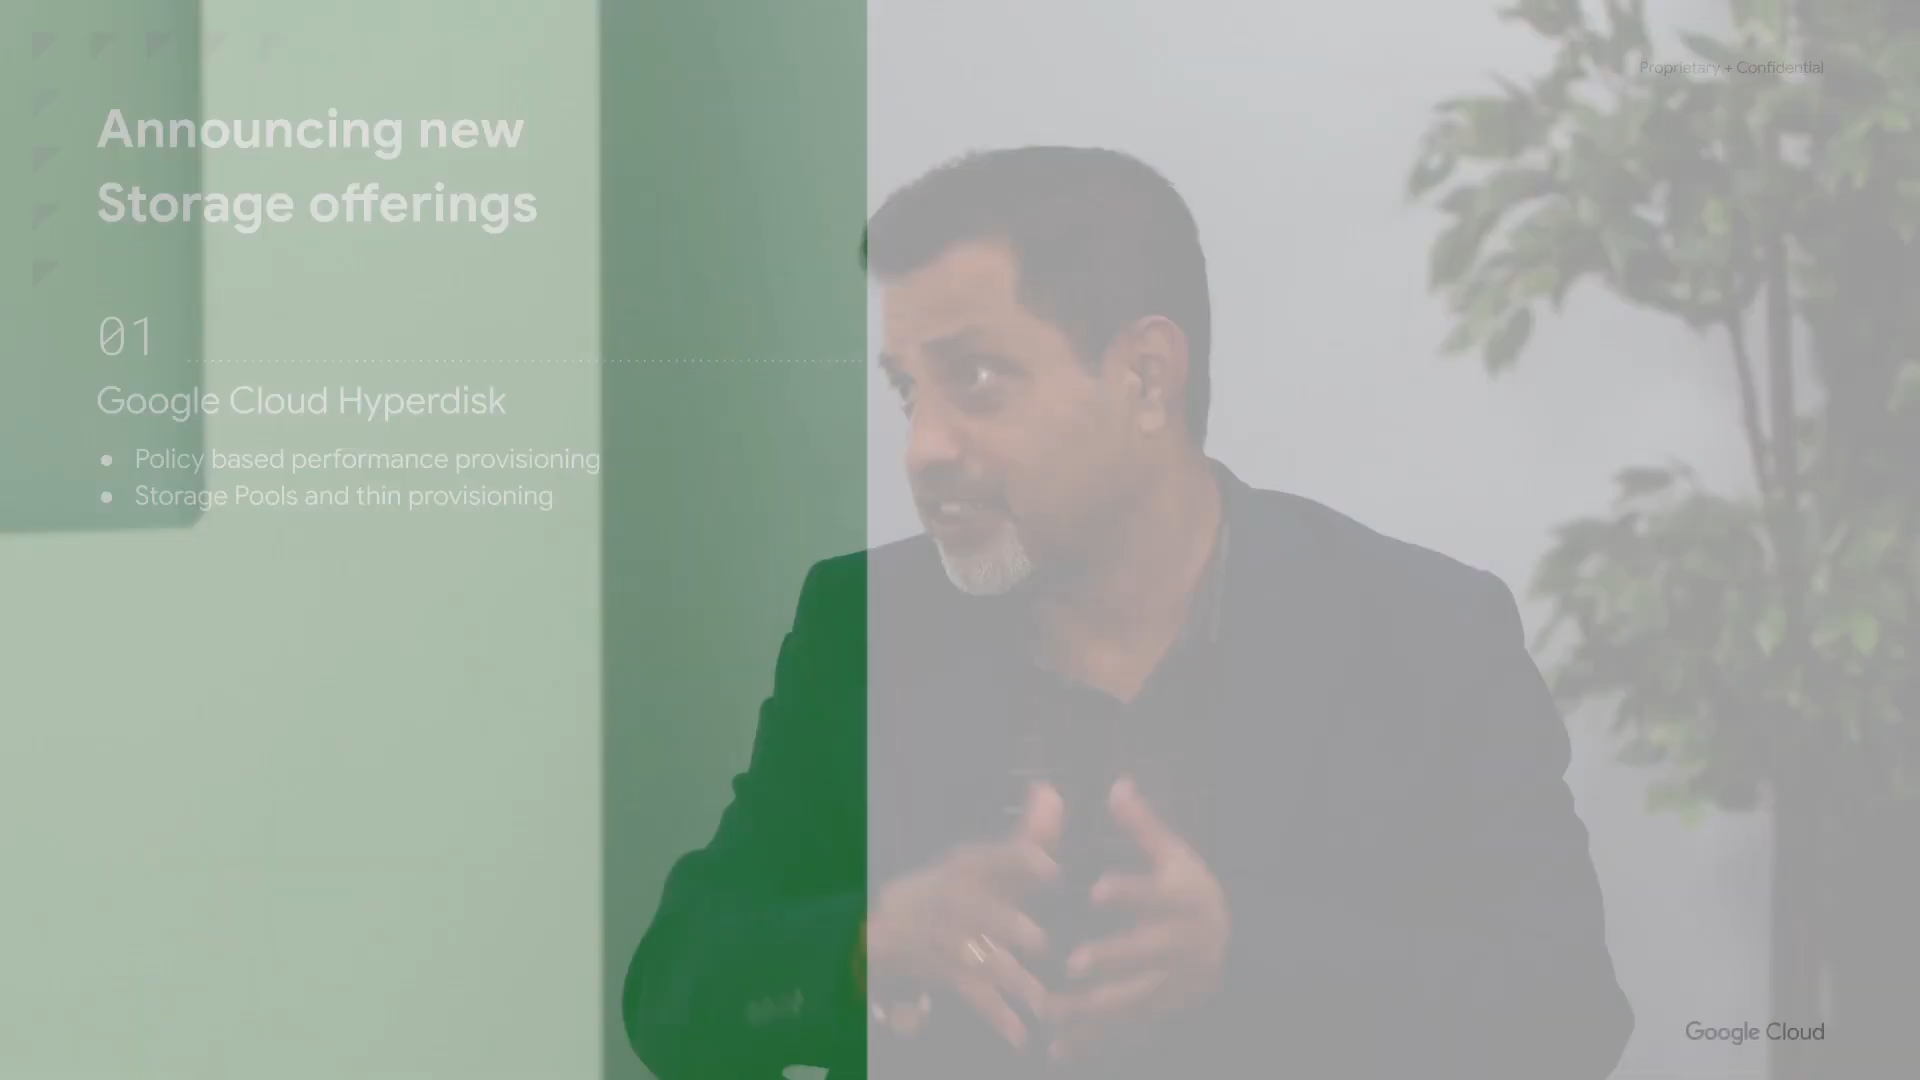 Proprietary + Confidential
Announcing new
Storage offerings
01
Google Cloud Hyperdisk
• Policy based performance provisioning
• Storage Pools and thin provisioning
Google Cloud